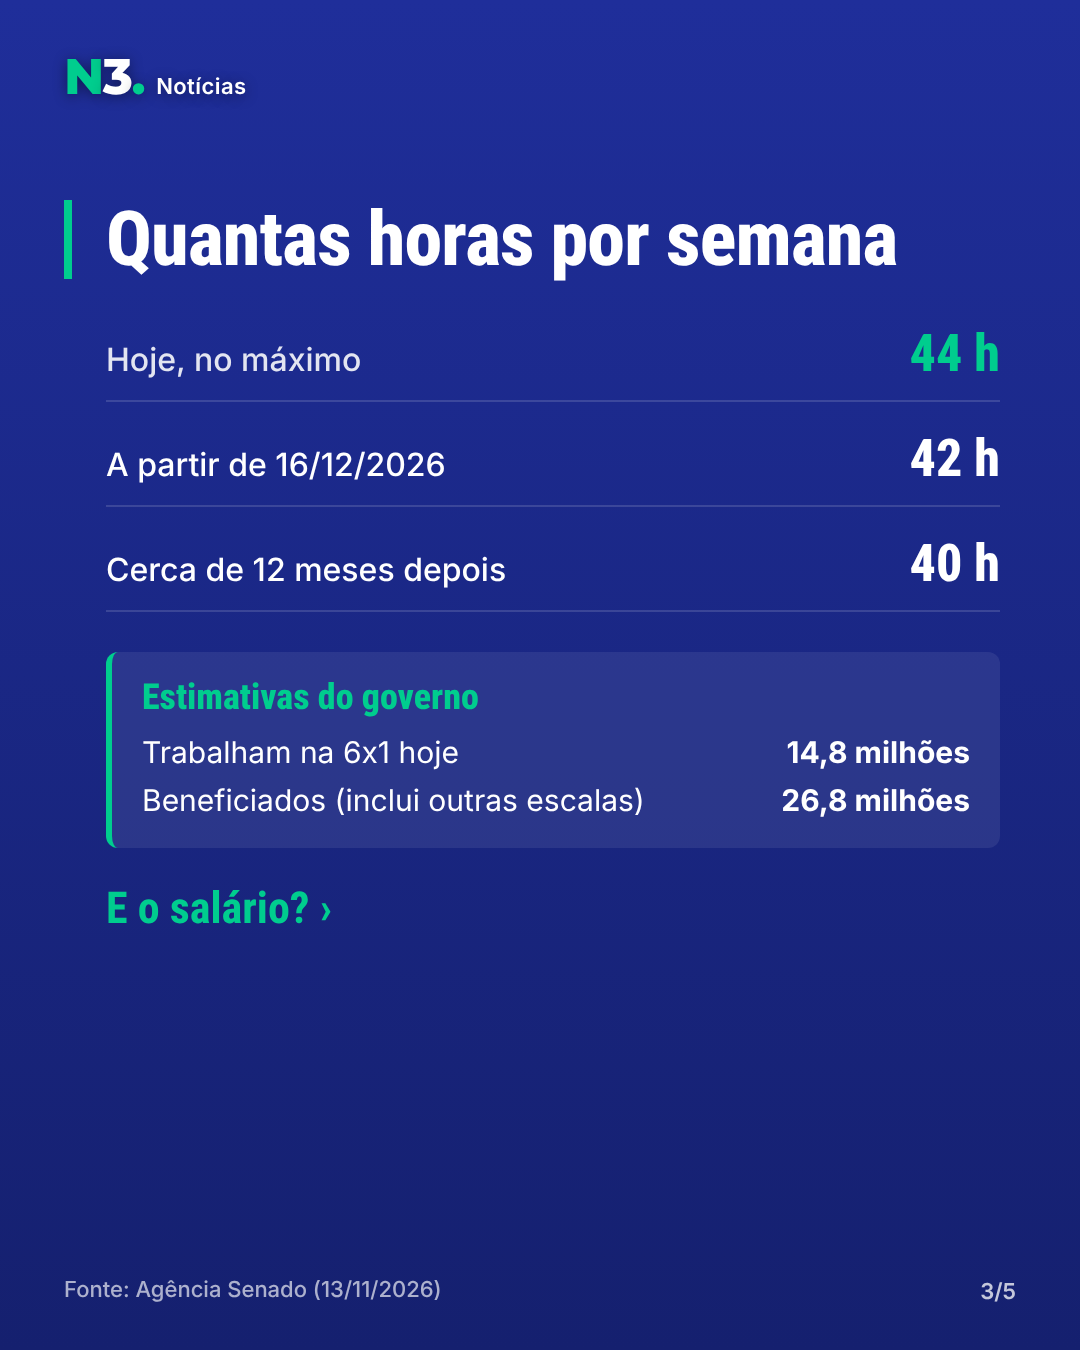 N3. Notícias
Quantas horas por semana
Hoje, no máximo 44 h
A partir de 16/12/2026 42 h
Cerca de 12 meses depois 40 h
Estimativas do governo
Trabalham na 6x1 hoje 14,8 milhões
Beneficiados (inclui outras escalas) 26,8 milhões
E o salário? ›
Fonte: Agência Senado (13/11/2026) 3/5